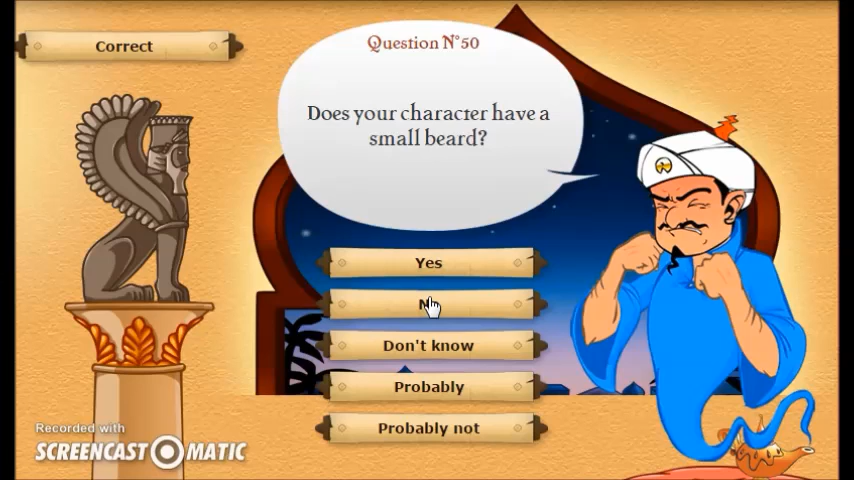 Correct
Question N°50
Does your character have a
small beard?
Yes
Don't know
Probably
Probably not
Recorded with
SCREENCAST MATIC